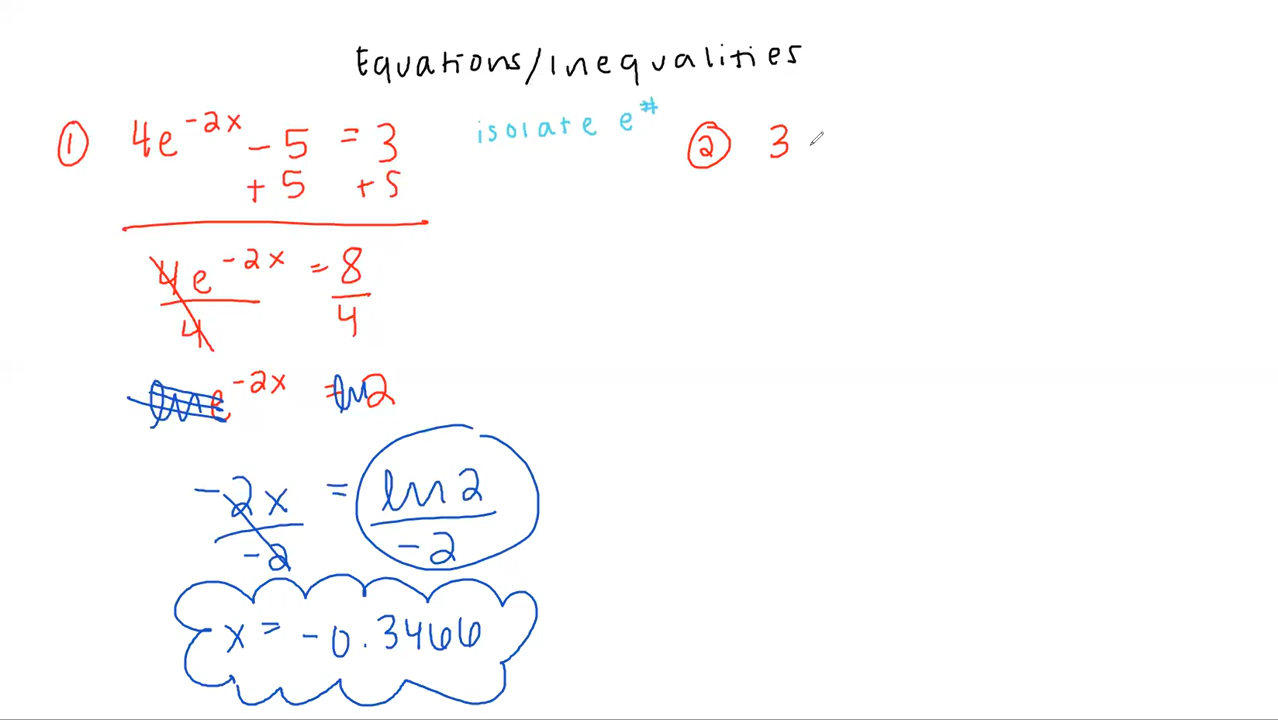 Equations/Inequalities
① 4e^-2x - 5 = 3
isolate e^#
② 3
+ 5 +5
4e^-2x = 8
4 4
ln e^-2x = ln 2
-2x = ln 2
-2 -2
x = -0.3466